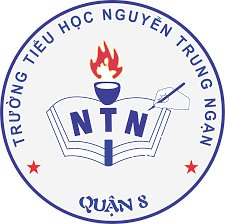 TRƯỜNG TIỂU HỌC NGUYỄN TRUNG NGẠN
NTN
QUẬN 8